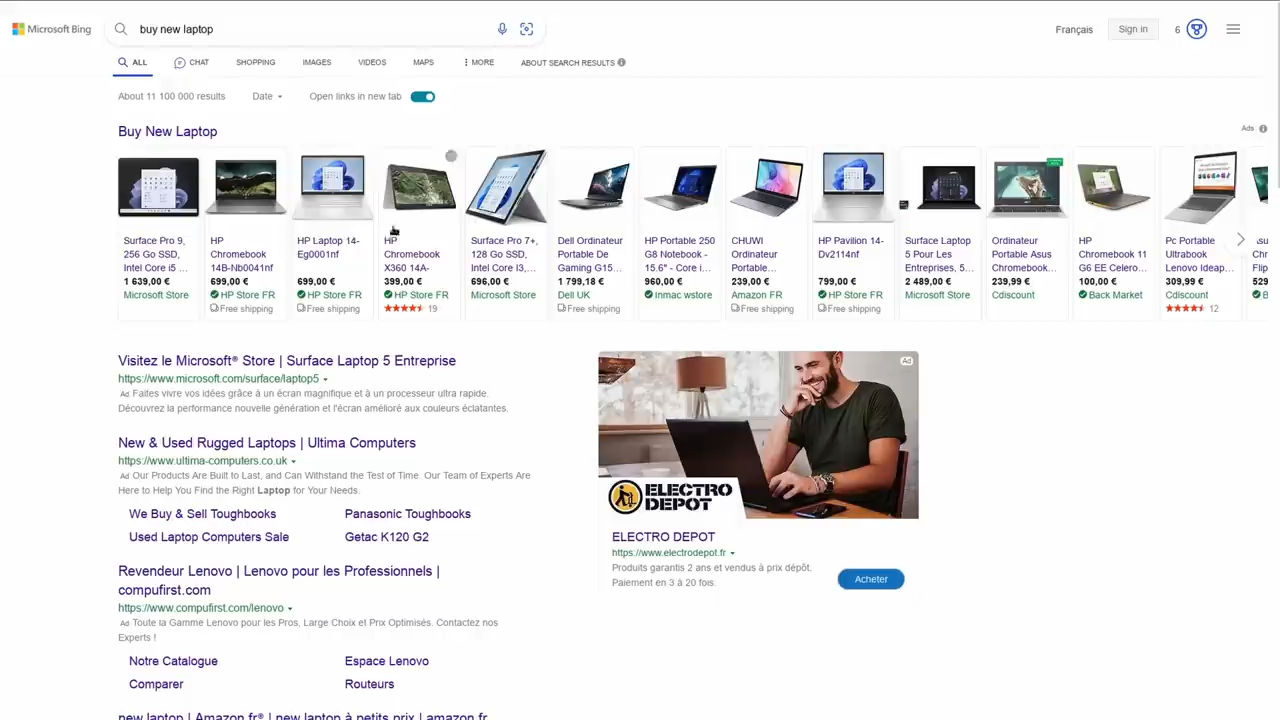 Microsoft Bing
buy new laptop
Français
Sign in
6
ALL
CHAT
SHOPPING
IMAGES
VIDEOS
MAPS
MORE
ABOUT SEARCH RESULTS
About 11 100 000 results
Date
Open links in new tab
Buy New Laptop
Ads
Surface Pro 9,
256 Go SSD,
Intel Core i5 ...
1 639,00 €
Microsoft Store
HP
Chromebook
14B-Nb0041nf
699,00 €
HP Store FR
Free shipping
HP Laptop 14-
Eg0001nf
699,00 €
HP Store FR
Free shipping
HP
Chromebook
X360 14A-
399,00 €
HP Store FR
19
Surface Pro 7+,
128 Go SSD,
Intel Core I3,...
696,00 €
Microsoft Store
Dell Ordinateur
Portable De
Gaming G15...
1 207,18 €
Dell UK
Free shipping
HP Portable 250
G8 Notebook -
15.6" - Core i...
960,00 €
Inmac wstore
CHUWI
Ordinateur
Portable...
239,00 €
Amazon FR
Free shipping
HP Pavilion 14-
Dv2114nf
799,00 €
HP Store FR
Free shipping
Surface Laptop
5 Pour Les
Entreprises, 5...
2 489,00 €
Microsoft Store
Ordinateur
Portable Asus
Chromebook...
239,99 €
Cdiscount
HP
Chromebook 11
G6 EE Celero...
100,00 €
Back Market
Pc Portable
Ultrabook
Lenovo Ideap...
309,99 €
Cdiscount
12
529
Visitez le Microsoft® Store | Surface Laptop 5 Entreprise
https://www.microsoft.com/surface/laptop5
Ad Faites vivre vos idées grâce à un écran magnifique et à un processeur ultra rapide.
Découvrez la performance nouvelle génération et l'écran amélioré aux couleurs éclatantes.
New & Used Rugged Laptops | Ultima Computers
https://www.ultima-computers.co.uk
Ad Our Products Are Built to Last, and Can Withstand the Test of Time. Our Team of Experts Are
Here to Help You Find the Right Laptop for Your Needs.
We Buy & Sell Toughbooks
Panasonic Toughbooks
Used Laptop Computers Sale
Getac K120 G2
Revendeur Lenovo | Lenovo pour les Professionnels |
compufirst.com
https://www.compufirst.com/lenovo
Ad Toute la Gamme Lenovo pour les Pros, Large Choix et Prix Optimisés. Contactez nos
Experts !
Notre Catalogue
Espace Lenovo
Comparer
Routeurs
new laptop | Amazon.fr® | new laptop à petits prix | amazon.fr
Ad
ELECTRO
DEPOT
ELECTRO DEPOT
https://www.electrodepot.fr
Produits garantis 2 ans et vendus à prix dépôt.
Paiement en 3 à 20 fois.
Acheter